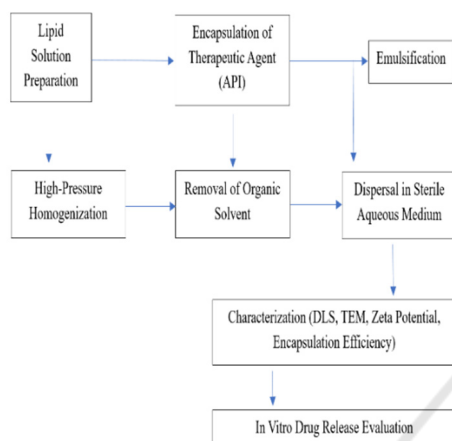 Lipid
Solution
Preparation
Encapsulation of
Therapeutic Agent
(API)
Emulsification
High-Pressure
Homogenization
Removal of Organic
Solvent
Dispersal in Sterile
Aqueous Medium
Characterization (DLS, TEM, Zeta Potential,
Encapsulation Efficiency)
In Vitro Drug Release Evaluation